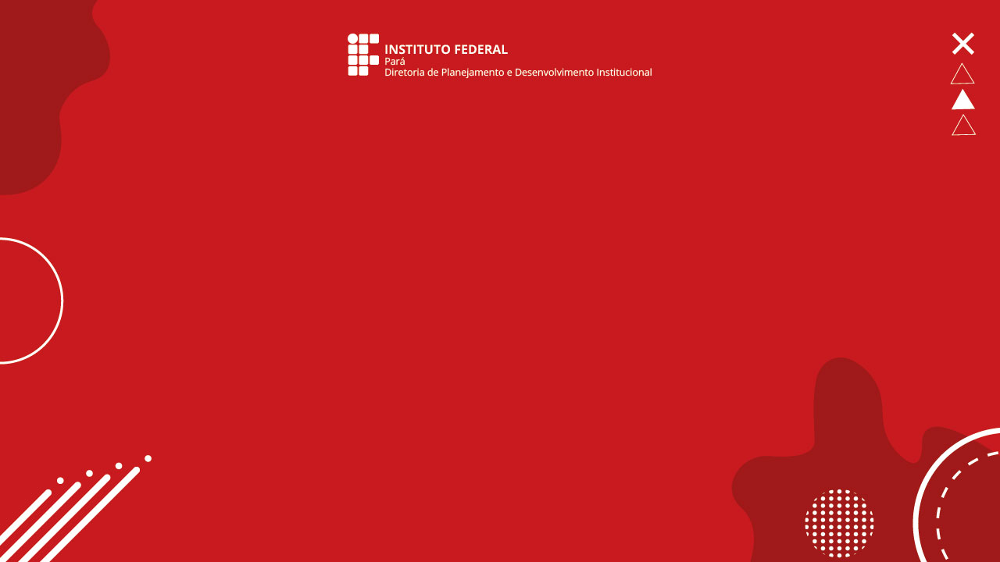 INSTITUTO FEDERAL
Pará
Diretoria de Planejamento e Desenvolvimento Institucional